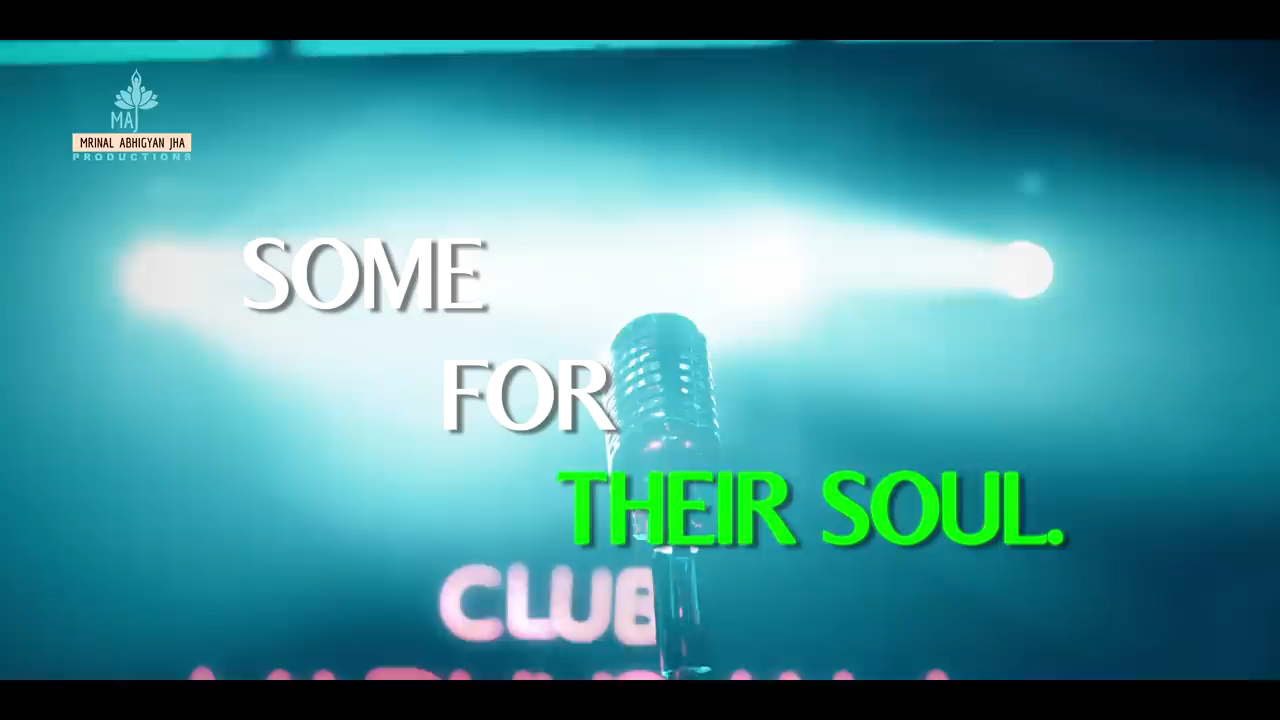 MAJ
MRINAL ABHIGYAN JHA
PRODUCTIONS
SOME
FOR
THEIR SOUL.
CLUB